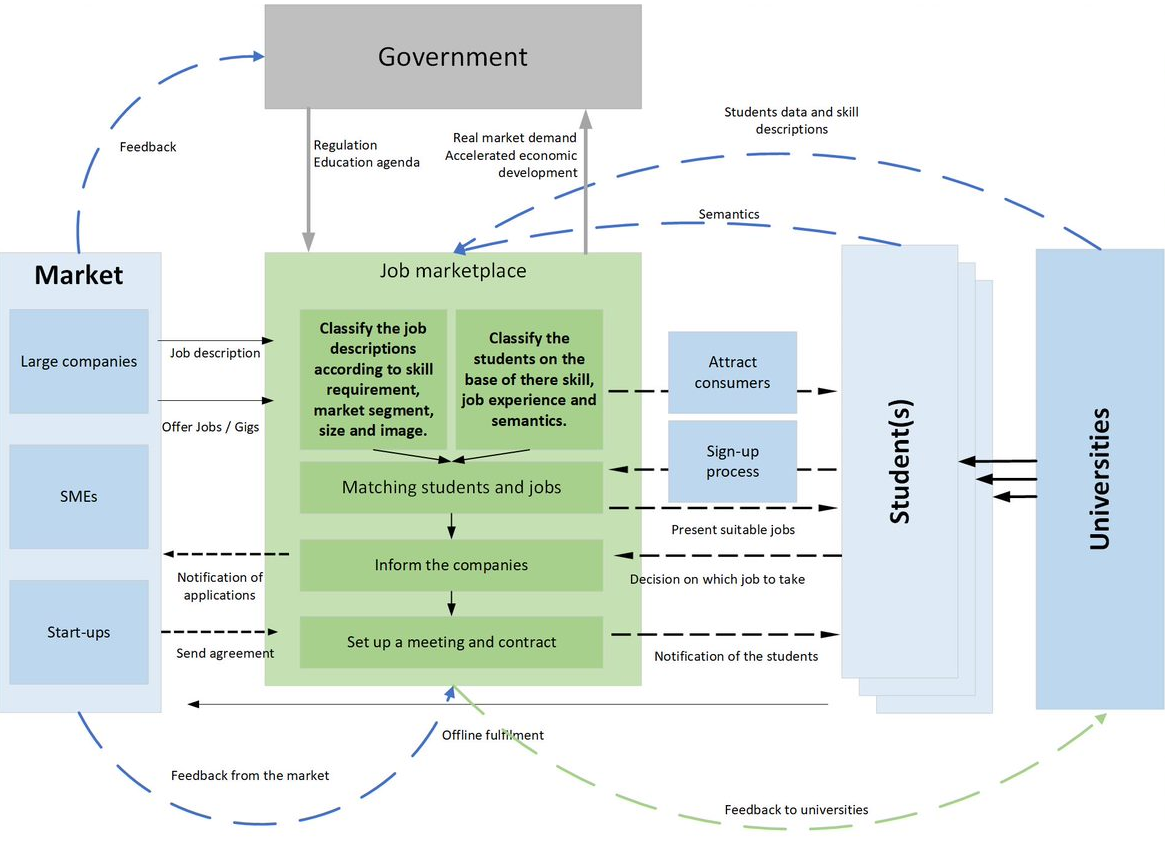 Government
Feedback
Regulation
Education agenda
Real market demand
Accelerated economic
development
Students data and skill
descriptions
Semantics
Market
Large companies
SMEs
Start-ups
Job description
Offer Jobs / Gigs
Notification of
applications
Send agreement
Job marketplace
Classify the job
descriptions
according to skill
requirement,
market segment,
size and image.
Classify the
students on the
base of there skill,
job experience and
semantics.
Matching students and jobs
Inform the companies
Set up a meeting and contract
Attract
consumers
Sign-up
process
Present suitable jobs
Decision on which job to take
Notification of the students
Student(s)
Universities
Offline fulfilment
Feedback from the market
Feedback to universities